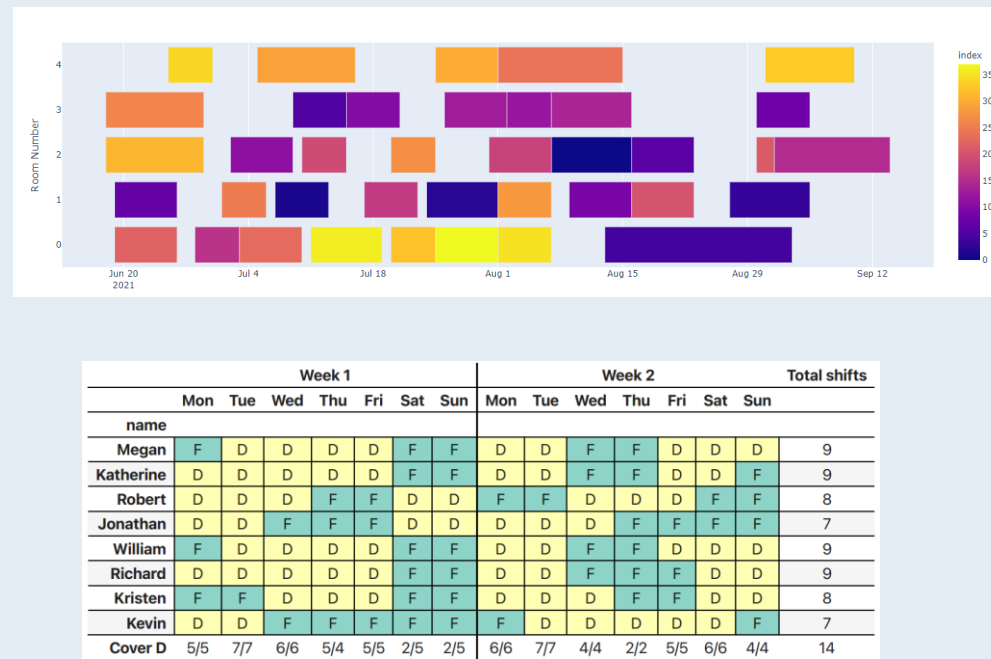 index
4
3
2
1
0
Room Number
Jun 20
2021
Jul 4
Jul 18
Aug 1
Aug 15
Aug 29
Sep 12
35
30
25
20
15
10
5
0
Week 1 Week 2 Total shifts
Mon Tue Wed Thu Fri Sat Sun Mon Tue Wed Thu Fri Sat Sun
name
Megan F D D D D F F D D F F D D D 9
Katherine D D D D D F F D D F F D D F 9
Robert D D D F F D D F F D D D F F 8
Jonathan D D F F F D D D D D F F F F 7
William F D D D D F F D D F F D D D 9
Richard D D D D D F F D D F F F D D 9
Kristen F F D D D F F D D D F F D D 8
Kevin D D F F F F F F D D D D D F 7
Cover D 5/5 7/7 6/6 5/4 5/5 2/5 2/5 6/6 7/7 4/4 2/2 5/5 6/6 4/4 14